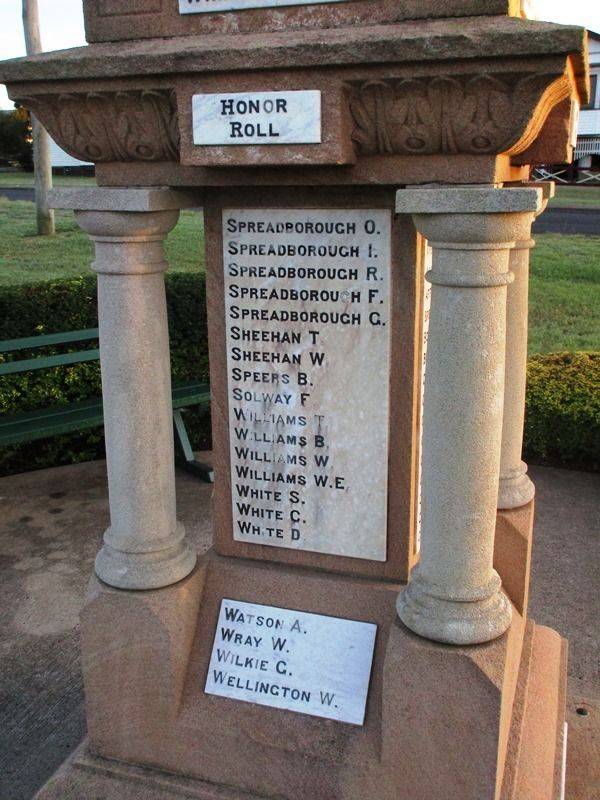 HONOR
ROLL
SPREADBOROUGH O.
SPREADBOROUGH I.
SPREADBOROUGH R.
SPREADBOROUGH F.
SPREADBOROUGH G.
SHEEHAN T.
SHEEHAN W.
SPEERS B.
SOLWAY F
WILLIAMS T
WILLIAMS B.
WILLIAMS W.
WILLIAMS W.E.
WHITE S.
WHITE C.
WHITE D
WATSON A.
WRAY W.
WILKIE G.
WELLINGTON W.